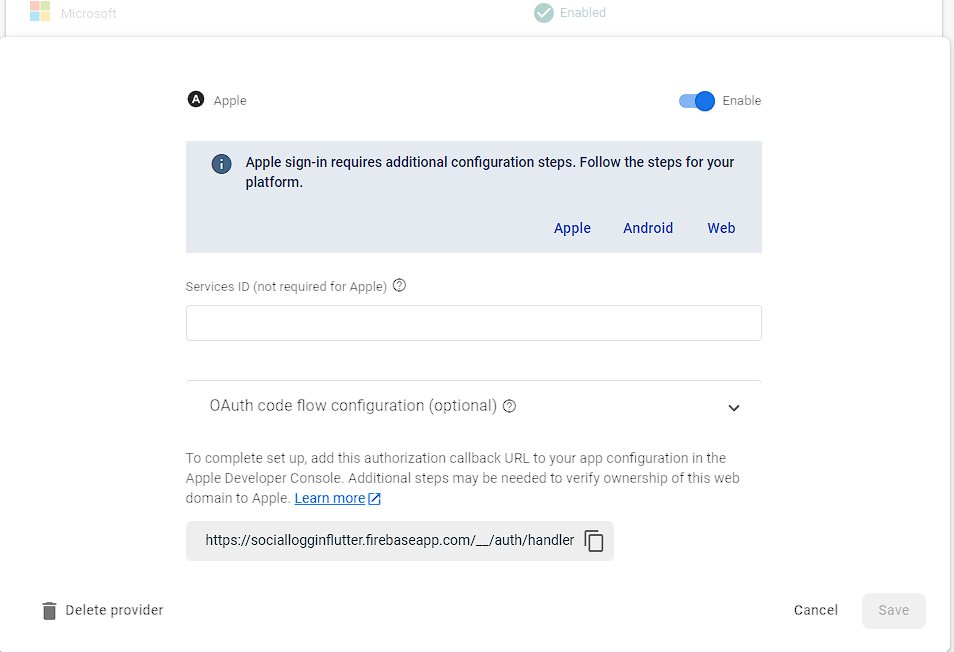 Microsoft
Enabled
A
Apple
Enable
Apple sign-in requires additional configuration steps. Follow the steps for your
platform.
Apple
Android
Web
Services ID (not required for Apple)
OAuth code flow configuration (optional)
To complete set up, add this authorization callback URL to your app configuration in the
Apple Developer Console. Additional steps may be needed to verify ownership of this web
domain to Apple. Learn more
https://sociallogginflutter.firebaseapp.com/__/auth/handler
Delete provider
Cancel
Save